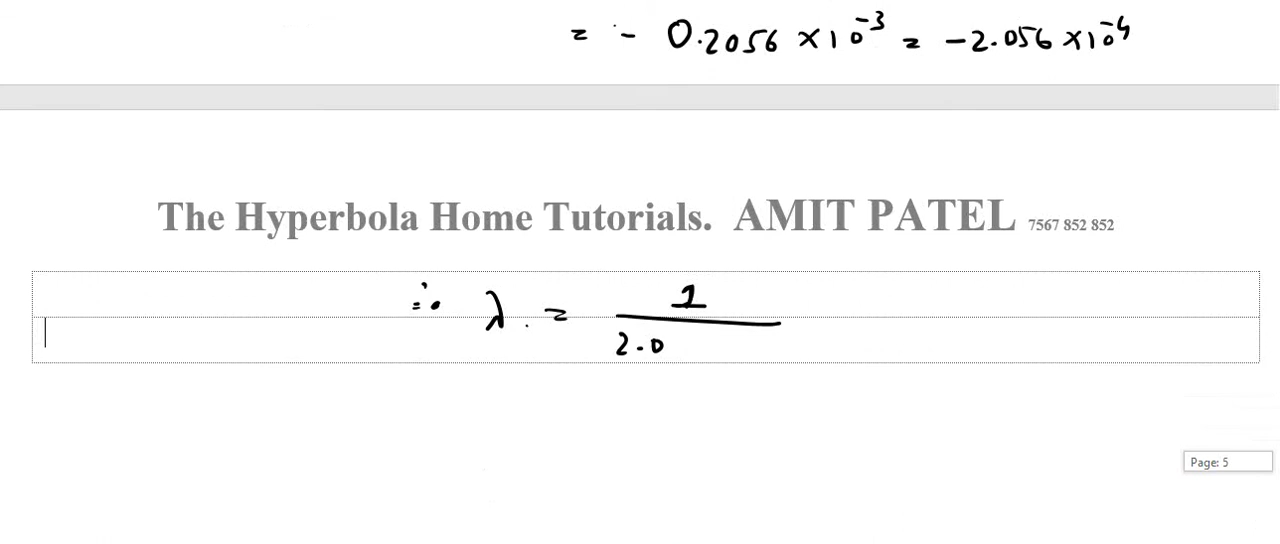 = - 0.2056 × 10⁻³ = -2.056 × 10⁻⁴
The Hyperbola Home Tutorials. AMIT PATEL 7567 852 852
∴ λ = 1
2.0
Page: 5